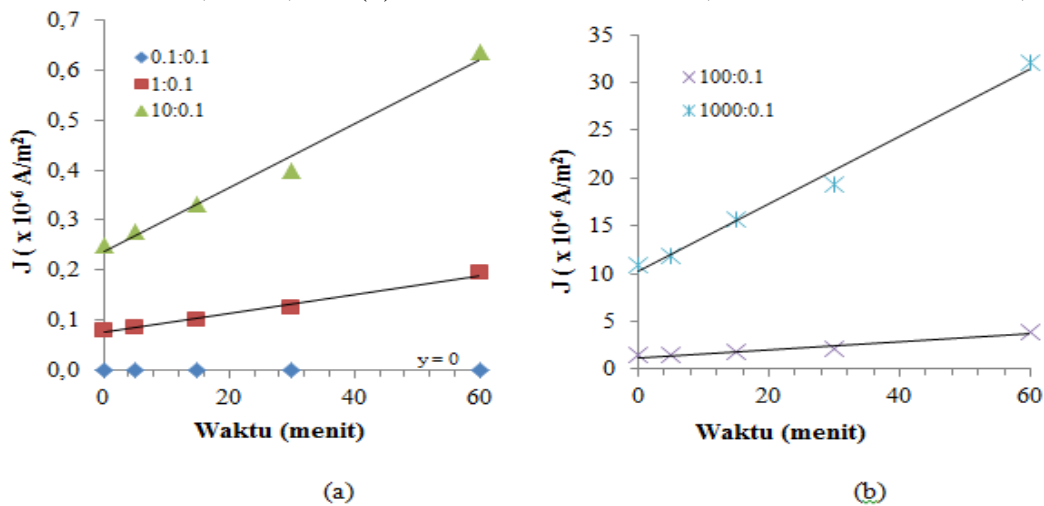 0.1:0.1
1:0.1
10:0.1
J ( x 10⁻⁶ A/m²)
0,7
0,6
0,5
0,4
0,3
0,2
0,1
0,0
y = 0
0 20 40 60
Waktu (menit)
(a)
100:0.1
1000:0.1
J ( x 10⁻⁶ A/m²)
35
30
25
20
15
10
5
0
0 20 40 60
Waktu (menit)
(b)